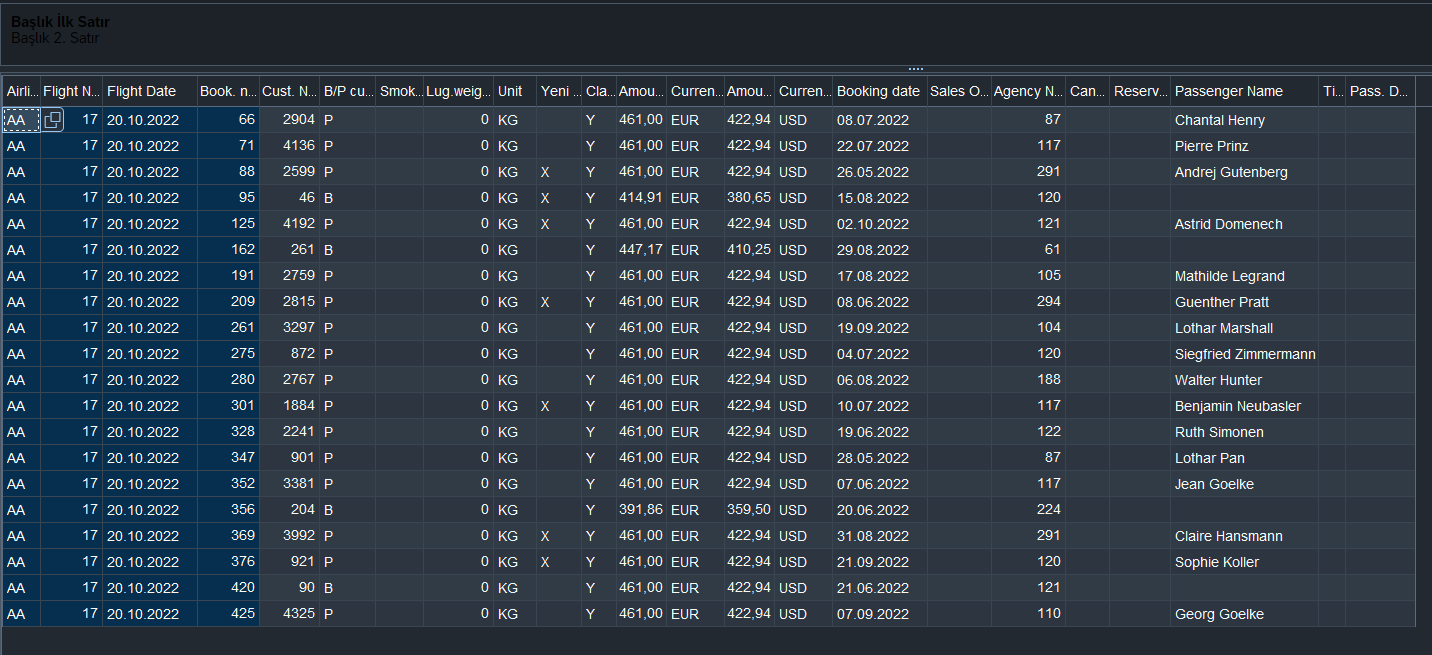 Başlık İlk Satır
Başlık 2. Satır
Airli... Flight N... Flight Date Book. n... Cust. N... B/P cu... Smok... Lug.weig... Unit Yeni ... Cla... Amou... Curren... Amou... Curren... Booking date Sales O... Agency N... Can... Reserv... Passenger Name Ti... Pass. D...
AA 17 20.10.2022 66 2904 P 0 KG Y 461,00 EUR 422,94 USD 08.07.2022 87 Chantal Henry
AA 17 20.10.2022 71 4136 P 0 KG Y 461,00 EUR 422,94 USD 22.07.2022 117 Pierre Prinz
AA 17 20.10.2022 88 2599 P 0 KG X Y 461,00 EUR 422,94 USD 26.05.2022 291 Andrej Gutenberg
AA 17 20.10.2022 95 46 B 0 KG X Y 414,91 EUR 380,65 USD 15.08.2022 120
AA 17 20.10.2022 125 4192 P 0 KG X Y 461,00 EUR 422,94 USD 02.10.2022 121 Astrid Domenech
AA 17 20.10.2022 162 261 B 0 KG Y 447,17 EUR 410,25 USD 29.08.2022 61
AA 17 20.10.2022 191 2759 P 0 KG Y 461,00 EUR 422,94 USD 17.08.2022 105 Mathilde Legrand
AA 17 20.10.2022 209 2815 P 0 KG X Y 461,00 EUR 422,94 USD 08.06.2022 294 Guenther Pratt
AA 17 20.10.2022 261 3297 P 0 KG Y 461,00 EUR 422,94 USD 19.09.2022 104 Lothar Marshall
AA 17 20.10.2022 275 872 P 0 KG Y 461,00 EUR 422,94 USD 04.07.2022 120 Siegfried Zimmermann
AA 17 20.10.2022 280 2767 P 0 KG Y 461,00 EUR 422,94 USD 06.08.2022 188 Walter Hunter
AA 17 20.10.2022 301 1884 P 0 KG X Y 461,00 EUR 422,94 USD 10.07.2022 117 Benjamin Neubasler
AA 17 20.10.2022 328 2241 P 0 KG Y 461,00 EUR 422,94 USD 19.06.2022 122 Ruth Simonen
AA 17 20.10.2022 347 901 P 0 KG Y 461,00 EUR 422,94 USD 28.05.2022 87 Lothar Pan
AA 17 20.10.2022 352 3381 P 0 KG Y 461,00 EUR 422,94 USD 07.06.2022 117 Jean Goelke
AA 17 20.10.2022 356 204 B 0 KG Y 391,86 EUR 359,50 USD 20.06.2022 224
AA 17 20.10.2022 369 3992 P 0 KG X Y 461,00 EUR 422,94 USD 31.08.2022 291 Claire Hansmann
AA 17 20.10.2022 376 921 P 0 KG X Y 461,00 EUR 422,94 USD 21.09.2022 120 Sophie Koller
AA 17 20.10.2022 420 90 B 0 KG Y 461,00 EUR 422,94 USD 21.06.2022 121
AA 17 20.10.2022 425 4325 P 0 KG Y 461,00 EUR 422,94 USD 07.09.2022 110 Georg Goelke